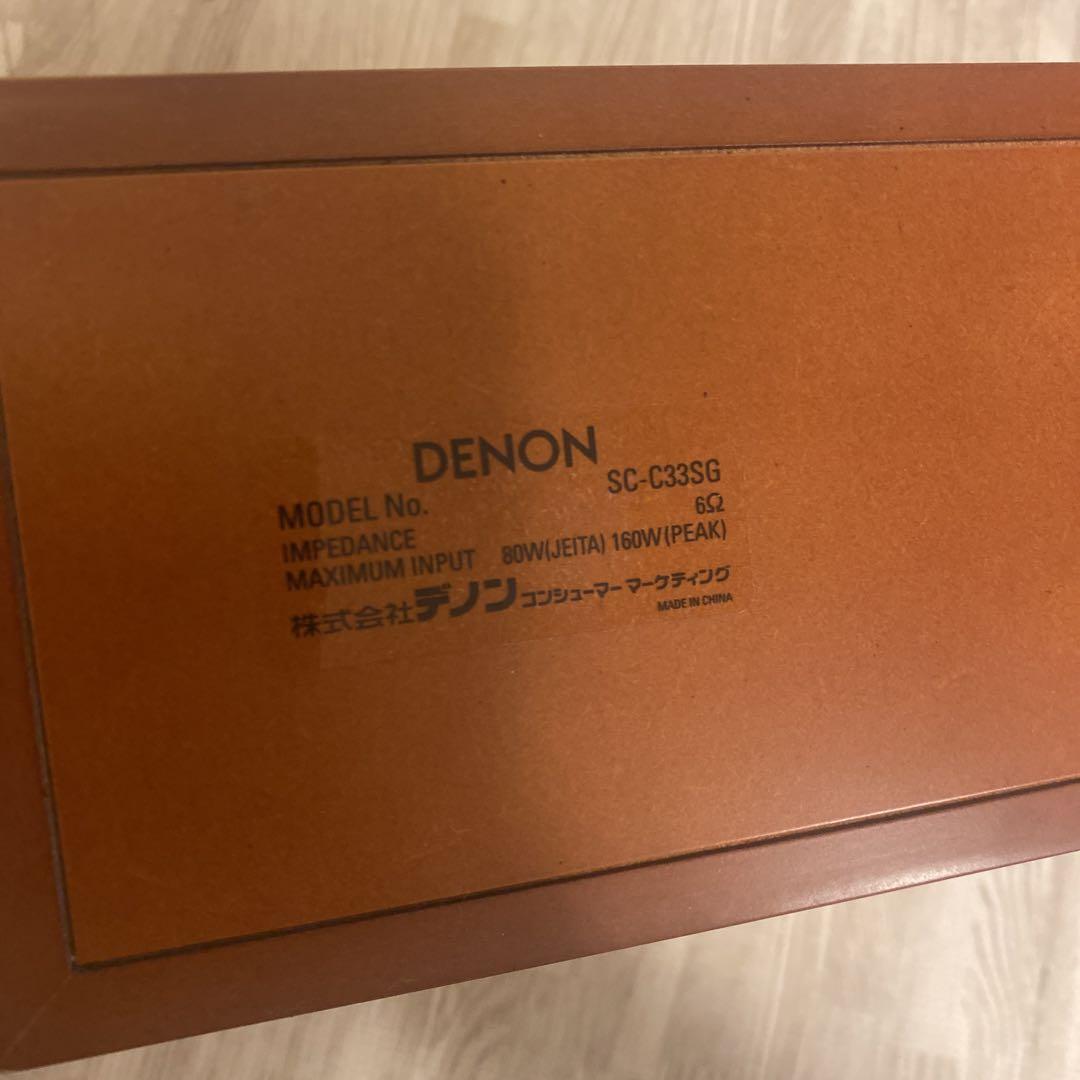 DENON
MODEL No. SC-C33SG
IMPEDANCE 6Ω
MAXIMUM INPUT 80W(JEITA) 160W(PEAK)
株式会社デノン コンシューマー マーケティング
MADE IN CHINA